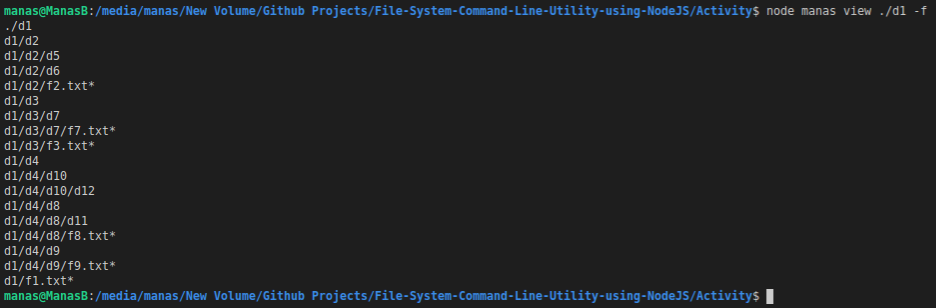 manas@ManasB:/media/manas/New Volume/Github Projects/File-System-Command-Line-Utility-using-NodeJS/Activity$ node manas view ./d1 -f
./d1
d1/d2
d1/d2/d5
d1/d2/d6
d1/d2/f2.txt*
d1/d3
d1/d3/d7
d1/d3/d7/f7.txt*
d1/d3/f3.txt*
d1/d4
d1/d4/d10
d1/d4/d10/d12
d1/d4/d8
d1/d4/d8/d11
d1/d4/d8/f8.txt*
d1/d4/d9
d1/d4/d9/f9.txt*
d1/f1.txt*
manas@ManasB:/media/manas/New Volume/Github Projects/File-System-Command-Line-Utility-using-NodeJS/Activity$